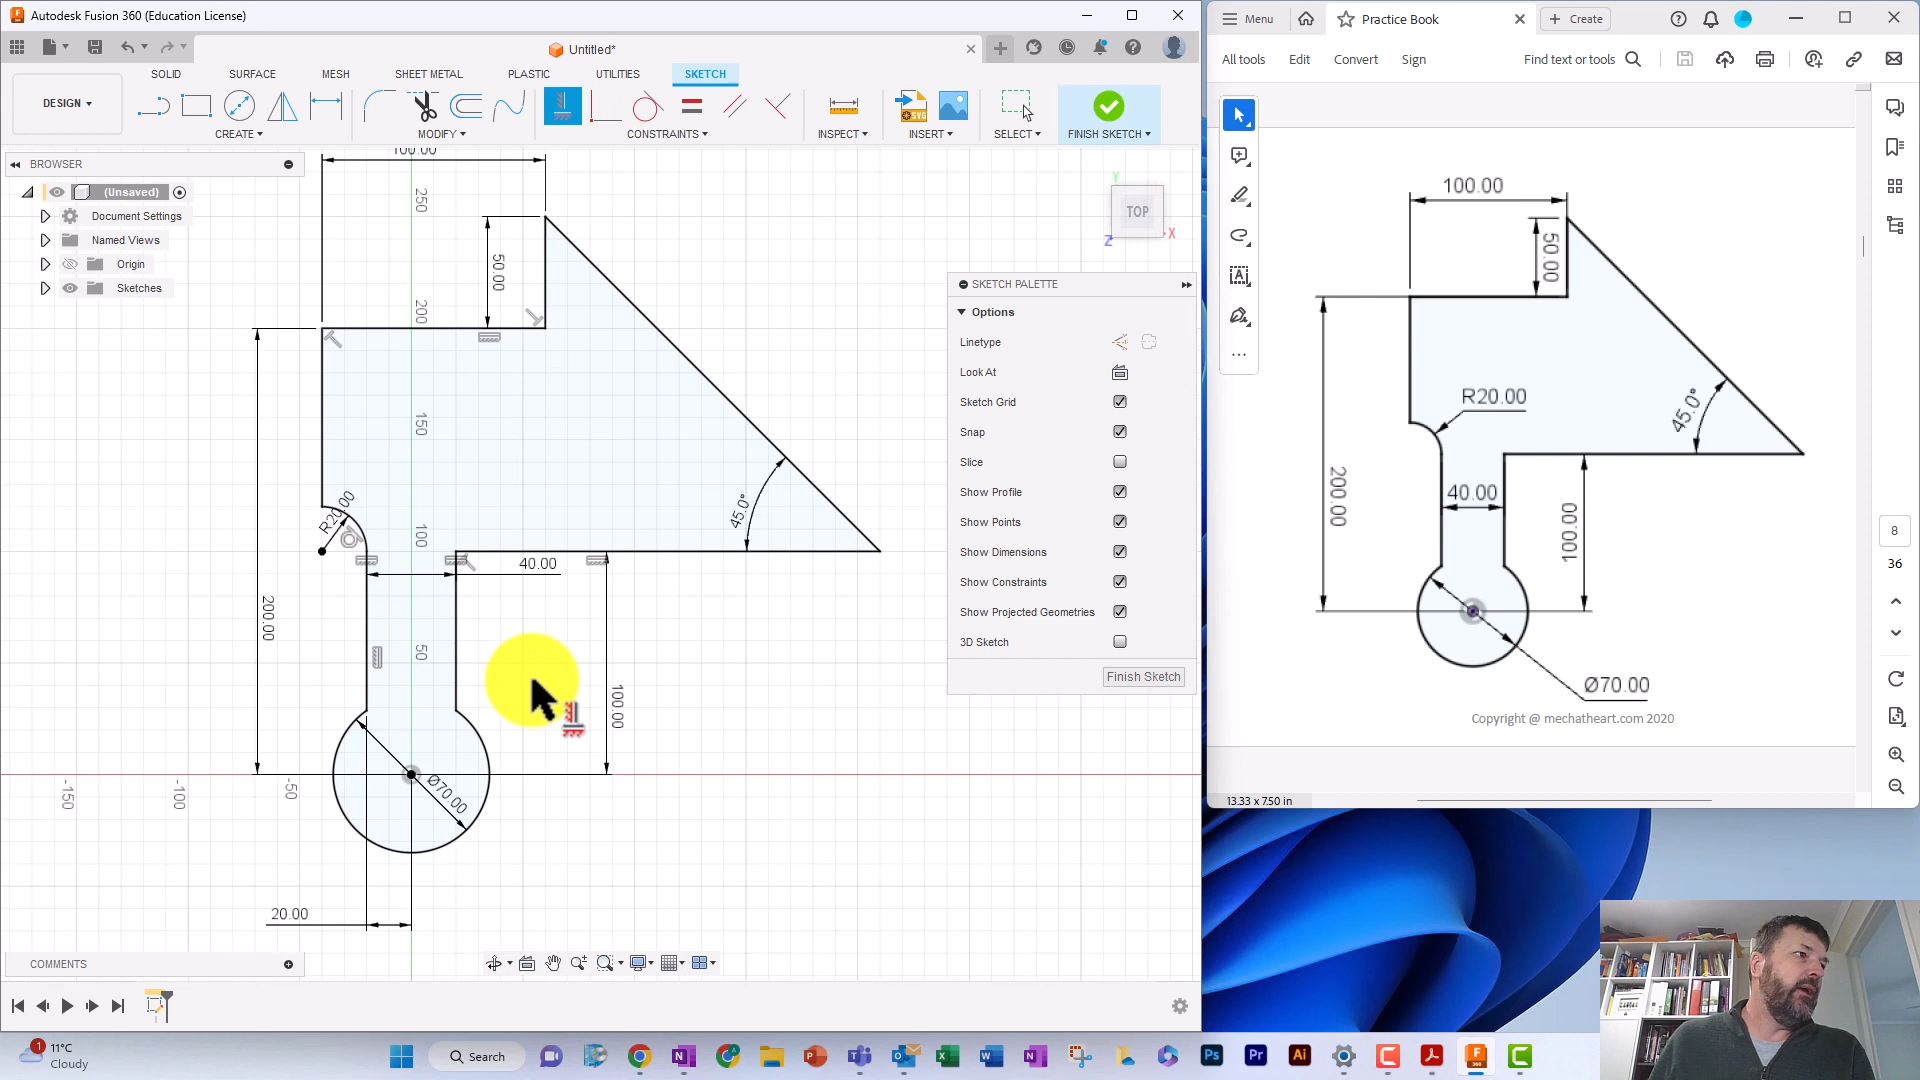 Autodesk Fusion 360 (Education License)
Untitled*
SOLID
SURFACE
MESH
SHEET METAL
PLASTIC
UTILITIES
SKETCH
DESIGN
CREATE
MODIFY
CONSTRAINTS
INSPECT
INSERT
SELECT
FINISH SKETCH
BROWSER
(Unsaved)
Document Settings
Named Views
Origin
Sketches
100.00
50.00
250
200
150
100
50
200.00
R20.00
45.0°
40.00
100.00
Ø70.00
20.00
-150
-100
-50
TOP
Y
X
Z
SKETCH PALETTE
Options
Linetype
Look At
Sketch Grid
Snap
Slice
Show Profile
Show Points
Show Dimensions
Show Constraints
Show Projected Geometries
3D Sketch
Finish Sketch
COMMENTS
Menu
Practice Book
Create
All tools
Edit
Convert
Sign
Find text or tools
100.00
50.00
R20.00
45.0°
200.00
40.00
100.00
Ø70.00
Copyright @ mechatheart.com 2020
8
36
13.33 x 7.50 in
1
11°C
Cloudy
Search